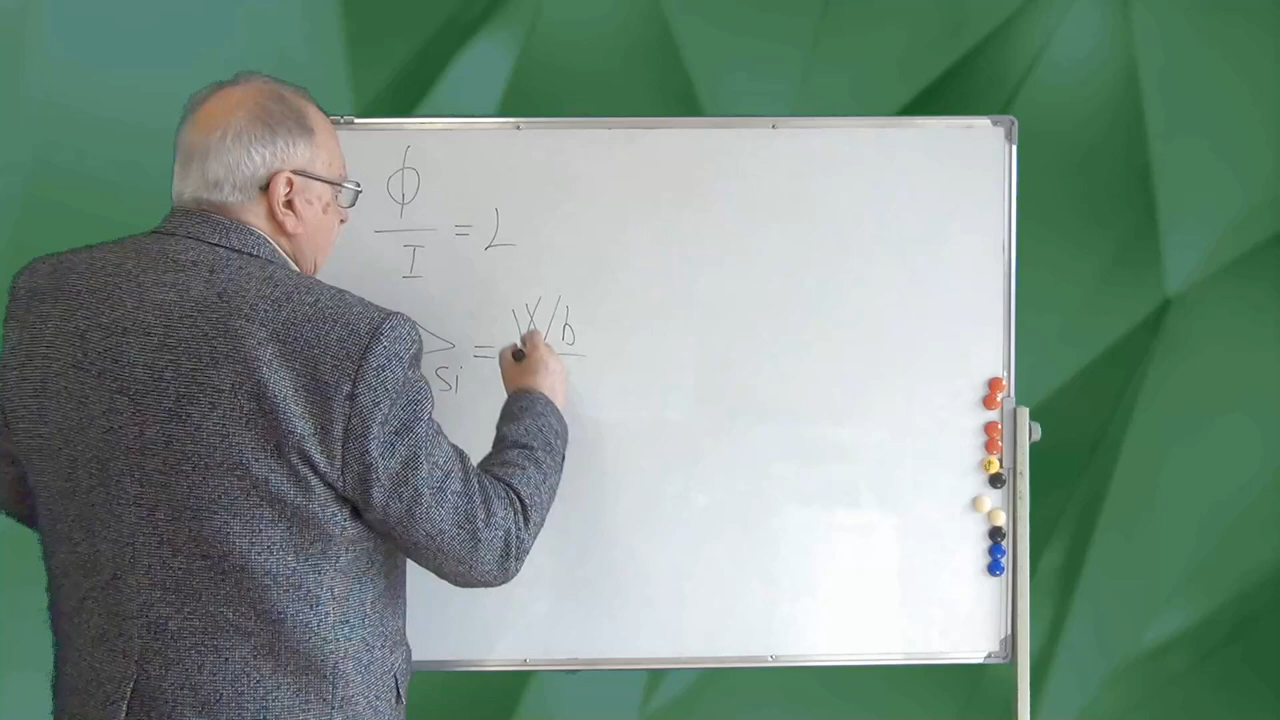 Φ
I = L
Si = Wb